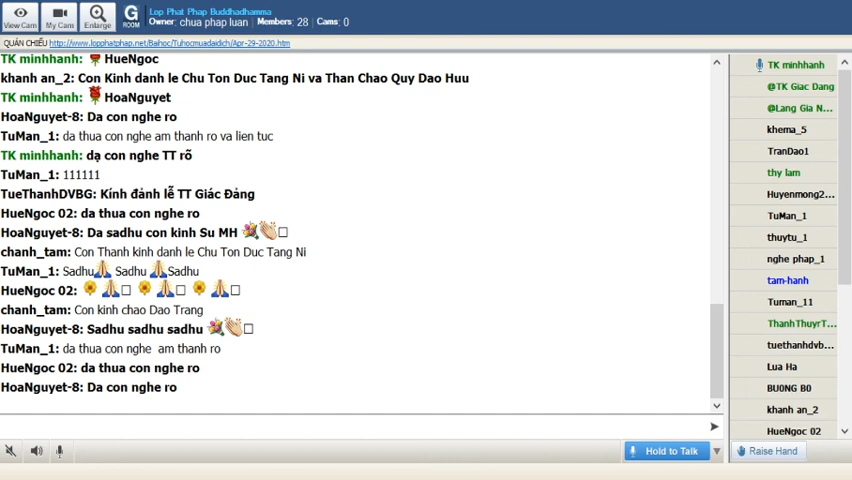 Lop Phat Phap Buddhadhamma
Owner: chua phap luan Members: 28 Cams: 0
View Cam My Cam Enlarge G ROOM
QUÁN CHIẾU http://www.lopphatphap.net/Baihoc/Tuhocmuadaidich/Apr-29-2020.htm
TK minhhanh: HueNgoc
khanh an_2: Con Kinh danh le Chu Ton Duc Tang Ni va Than Chao Quy Dao Huu
TK minhhanh: HoaNguyet
HoaNguyet-8: Da con nghe ro
TuMan_1: da thua con nghe am thanh ro va lien tuc
TK minhhanh: dạ con nghe TT rõ
TuMan_1: 111111
TueThanhDVBG: Kính đảnh lễ TT Giác Đẳng
HueNgoc 02: da thua con nghe ro
HoaNguyet-8: Da sadhu con kinh Su MH
chanh_tam: Con Thanh kinh danh le Chu Ton Duc Tang Ni
TuMan_1: Sadhu Sadhu Sadhu
HueNgoc 02:
chanh_tam: Con kinh chao Dao Trang
HoaNguyet-8: Sadhu sadhu sadhu
TuMan_1: da thua con nghe am thanh ro
HueNgoc 02: da thua con nghe ro
HoaNguyet-8: Da con nghe ro
TK minhhanh
@TK Giac Dang
@Lang Gia N...
khema_5
TranDao1
thy lam
Huyenmong2...
TuMan_1
thuytu_1
nghe phap_1
tam-hanh
Tuman_11
ThanhThuyrT...
tuethanhdvb...
Lua Ha
BUONG BO
khanh an_2
HueNgoc 02
Hold to Talk
Raise Hand